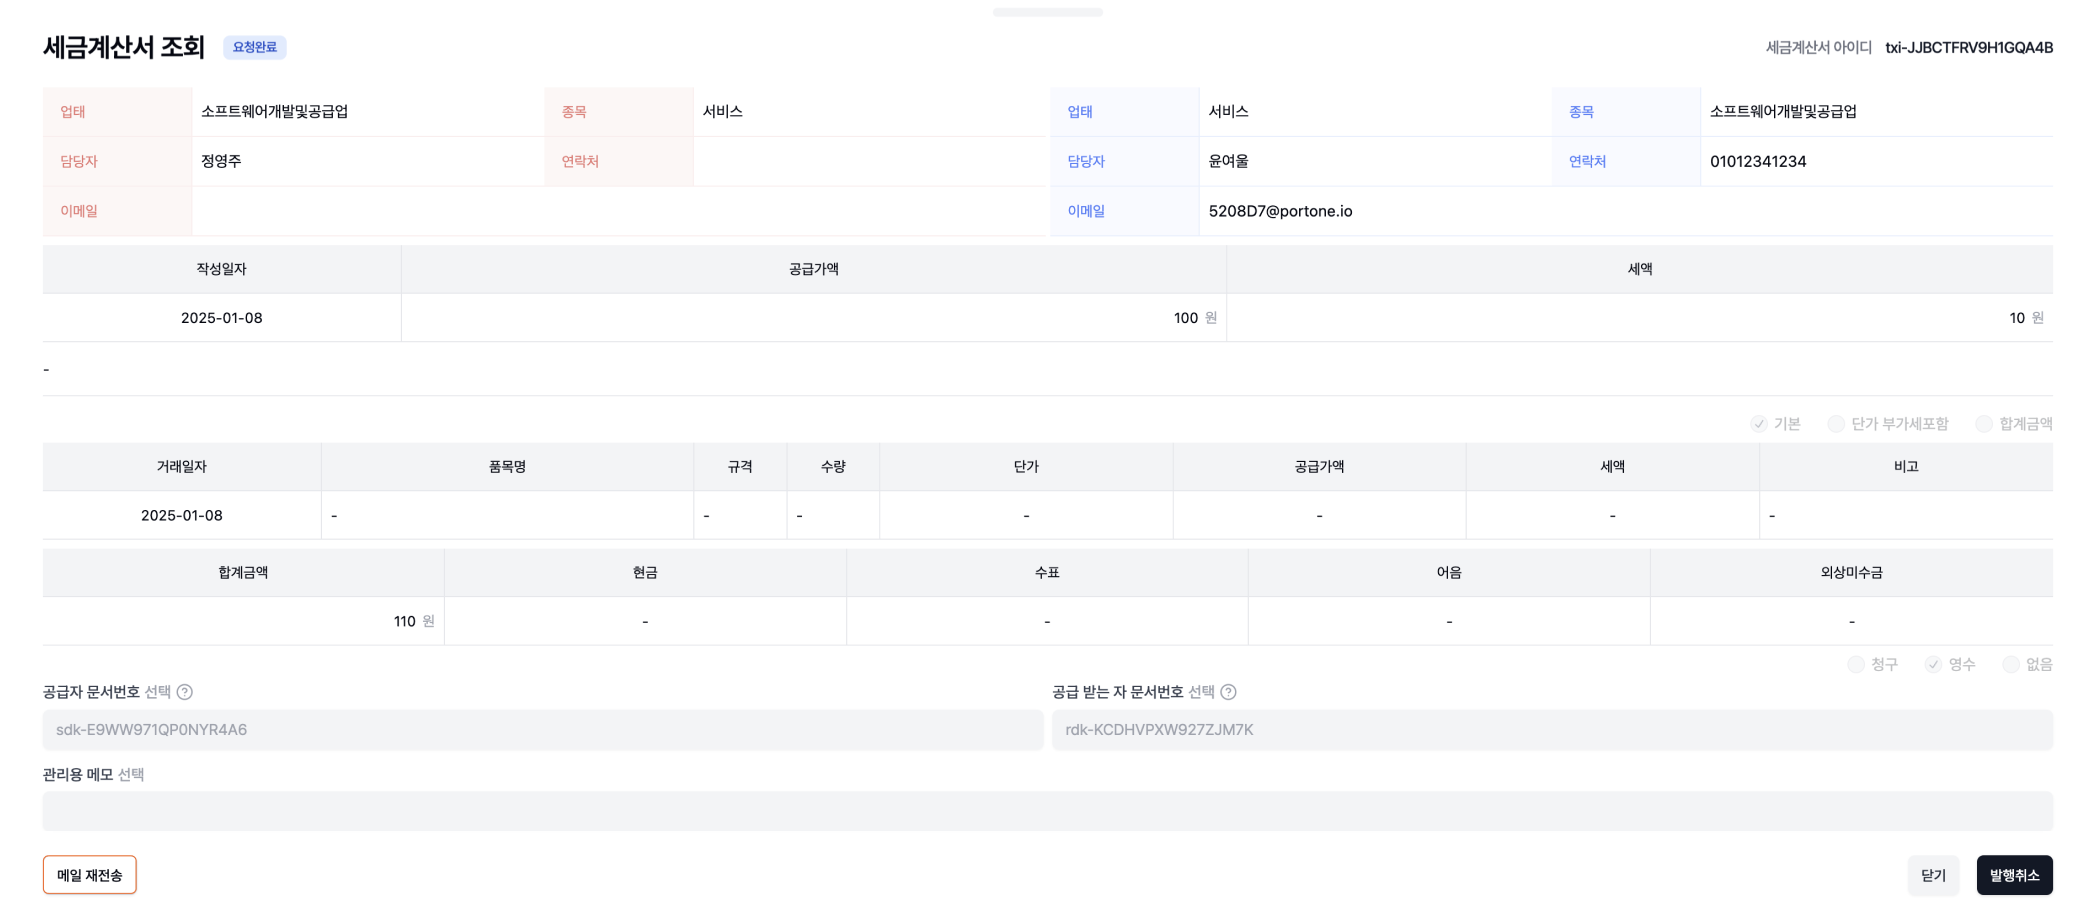 세금계산서 조회 요청완료 세금계산서 아이디 txi-JJBCTFRV9H1GQA4B
업태 소프트웨어개발및공급업 종목 서비스 업태 서비스 종목 소프트웨어개발및공급업
담당자 정영주 연락처 담당자 윤여울 연락처 01012341234
이메일 이메일 5208D7@portone.io
작성일자 공급가액 세액
2025-01-08 100 원 10 원
-
기본 단가 부가세포함 합계금액
거래일자 품목명 규격 수량 단가 공급가액 세액 비고
2025-01-08 - - - - - - -
합계금액 현금 수표 어음 외상미수금
110 원 - - - -
청구 영수 없음
공급자 문서번호 선택 공급 받는 자 문서번호 선택
sdk-E9WW971QP0NYR4A6 rdk-KCDHVPXW927ZJM7K
관리용 메모 선택
메일 재전송 닫기 발행취소